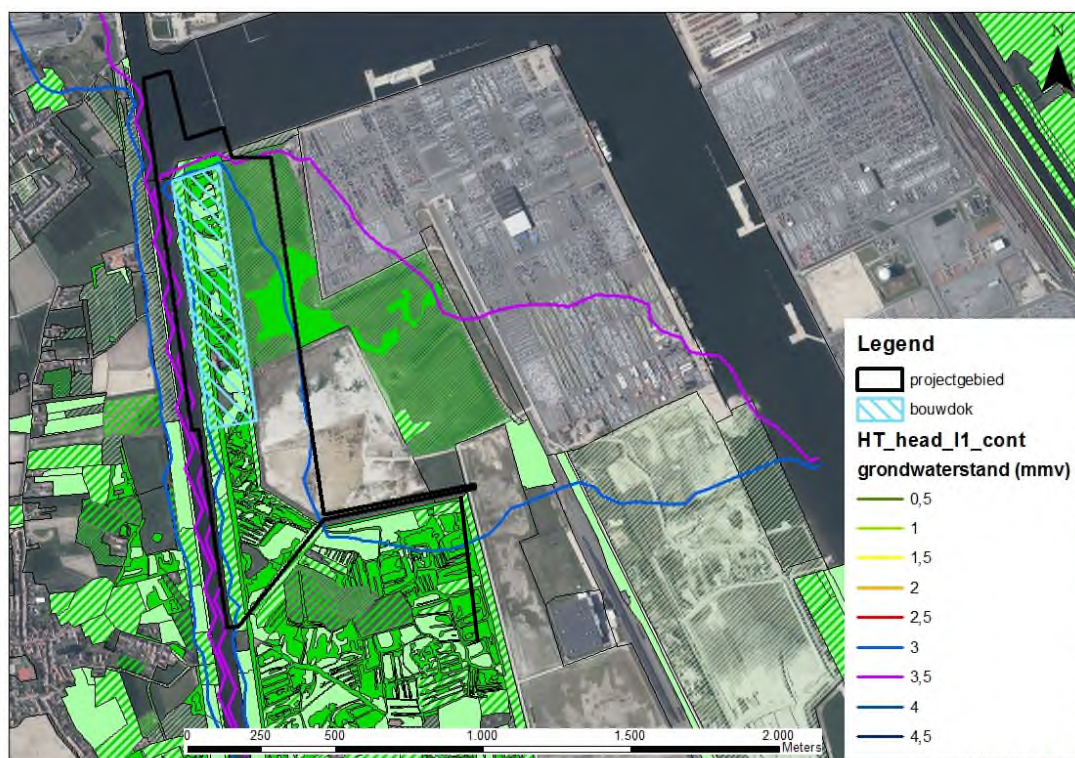 N
Legend
projectgebied
bouwdok
HT_head_l1_cont
grondwaterstand (mmv)
0,5
1
1,5
2
2,5
3
3,5
4
4,5
0 250 500 1.000 1.500 2.000
Meters